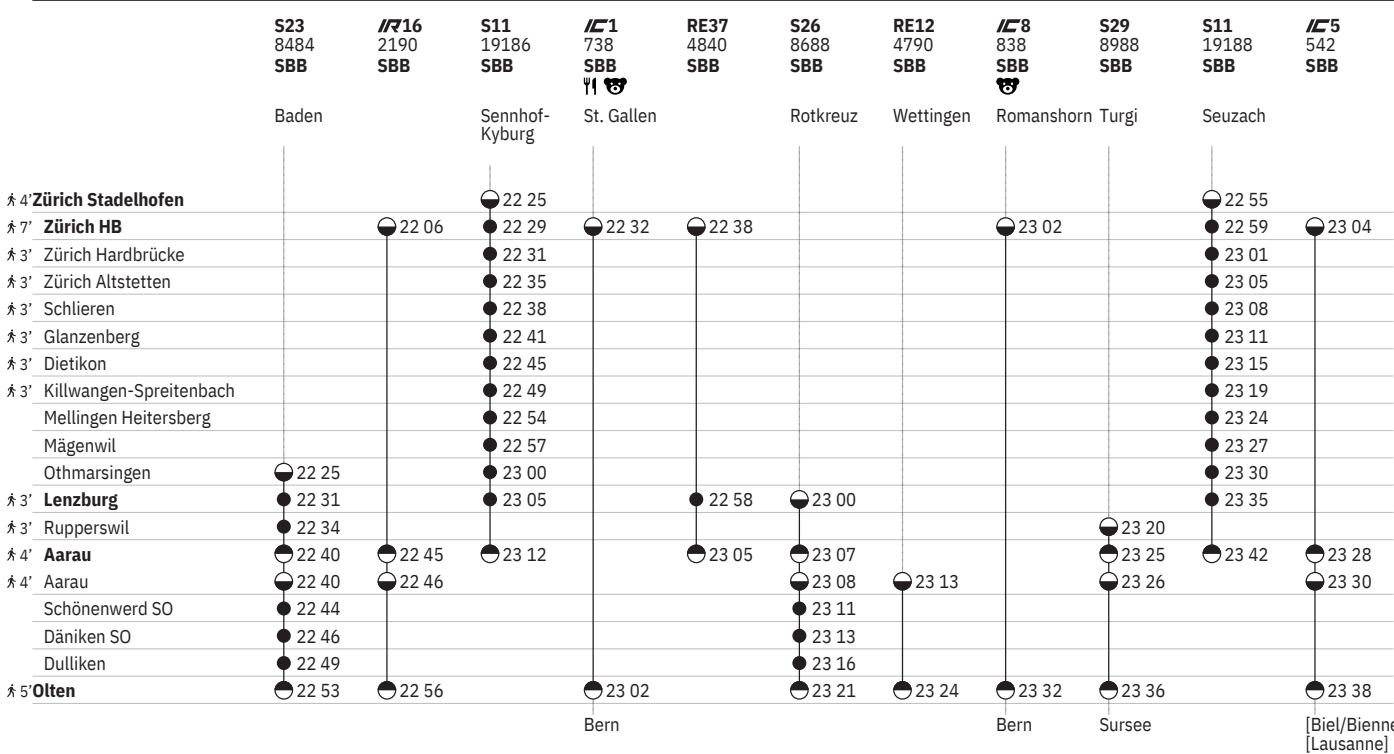 S23 IR16 S11 IC1 RE37 S26 RE12 IC8 S29 S11 IC5
8484 2190 19186 738 4840 8688 4790 838 8988 19188 542
SBB SBB SBB SBB SBB SBB SBB SBB SBB SBB SBB
Baden Sennhof- St. Gallen Rotkreuz Wettingen Romanshorn Turgi Seuzach
Kyburg
4’ Zürich Stadelhofen 22 25 22 55
7’ Zürich HB 22 06 22 29 22 32 22 38 23 02 22 59 23 04
3’ Zürich Hardbrücke 22 31 23 01
3’ Zürich Altstetten 22 35 23 05
3’ Schlieren 22 38 23 08
3’ Glanzenberg 22 41 23 11
3’ Dietikon 22 45 23 15
3’ Killwangen-Spreitenbach 22 49 23 19
Mellingen Heitersberg 22 54 23 24
Mägenwil 22 57 23 27
Othmarsingen 22 25 23 00 23 30
3’ Lenzburg 22 31 23 05 22 58 23 00 23 35
3’ Rupperswil 22 34 23 20
4’ Aarau 22 40 22 45 23 12 23 05 23 07 23 25 23 42 23 28
4’ Aarau 22 40 22 46 23 08 23 13 23 26 23 30
Schönenwerd SO 22 44 23 11
Däniken SO 22 46 23 13
Dulliken 22 49 23 16
5’ Olten 22 53 22 56 23 02 23 21 23 24 23 32 23 36 23 38
Bern Bern Sursee [Biel/Bienne
[Lausanne]